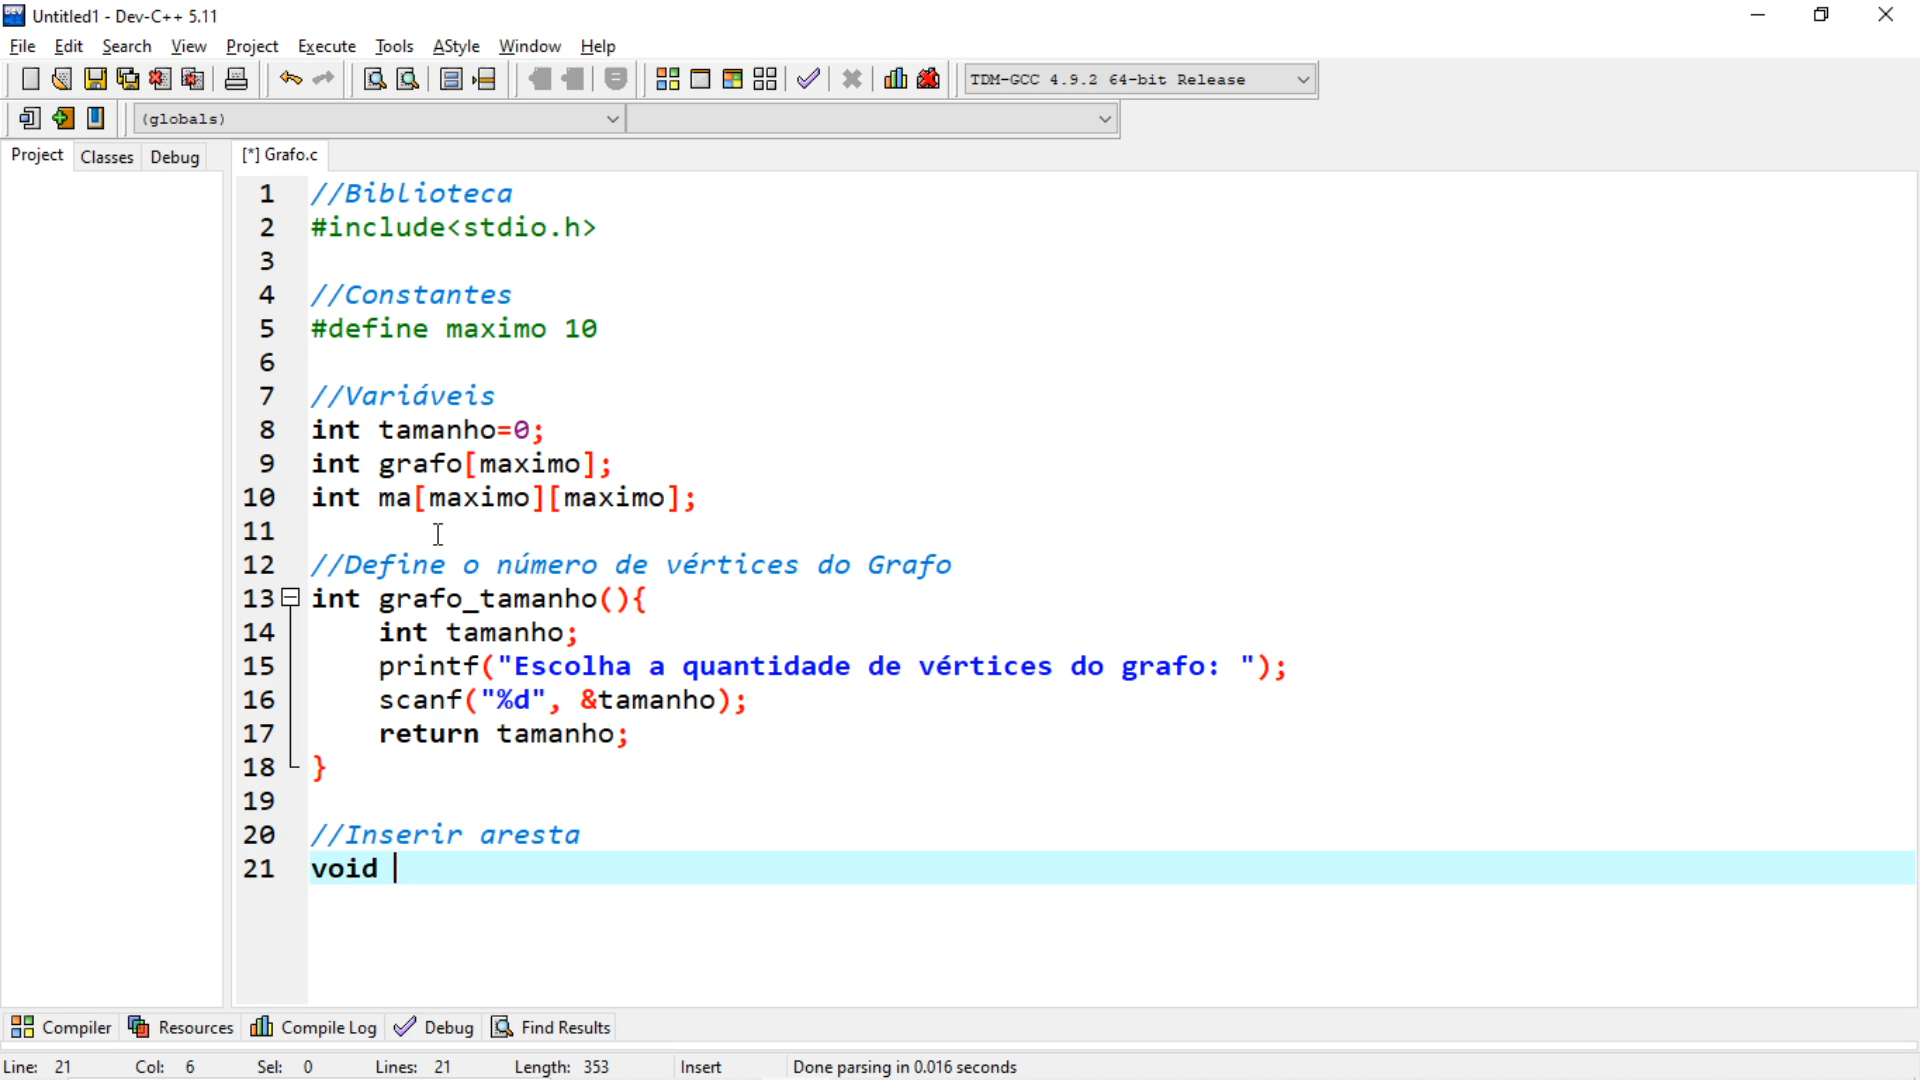 Untitled1 - Dev-C++ 5.11
File Edit Search View Project Execute Tools AStyle Window Help
TDM-GCC 4.9.2 64-bit Release
(globals)
Project Classes Debug [*] Grafo.c
1 //Biblioteca
2 #include<stdio.h>
3
4 //Constantes
5 #define maximo 10
6
7 //Variáveis
8 int tamanho=0;
9 int grafo[maximo];
10 int ma[maximo][maximo];
11
12 //Define o número de vértices do Grafo
13 int grafo_tamanho(){
14 int tamanho;
15 printf("Escolha a quantidade de vértices do grafo: ");
16 scanf("%d", &tamanho);
17 return tamanho;
18 }
19
20 //Inserir aresta
21 void
Compiler Resources Compile Log Debug Find Results
Line: 21 Col: 6 Sel: 0 Lines: 21 Length: 353 Insert Done parsing in 0.016 seconds